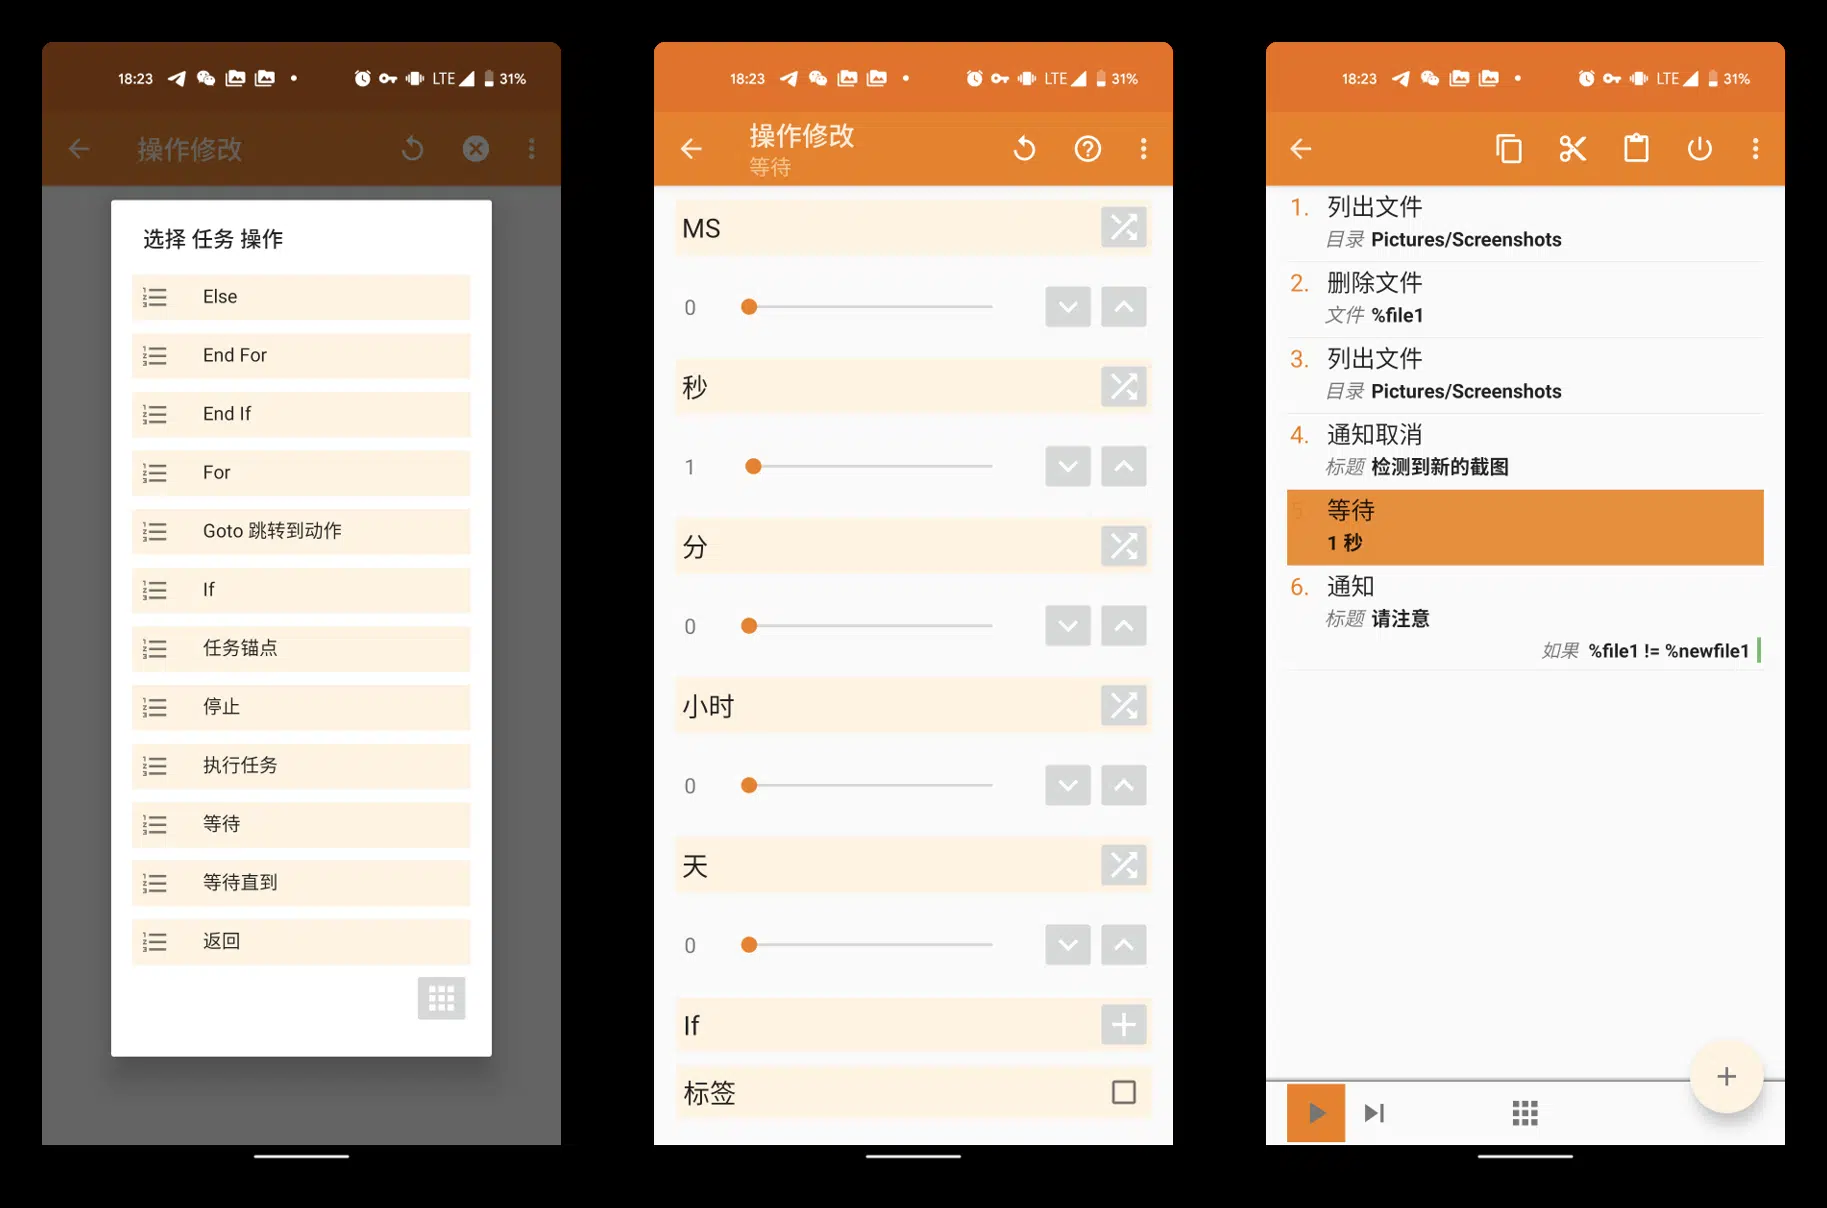 18:23 LTE 31%
操作修改
选择 任务 操作
Else
End For
End If
For
Goto 跳转到动作
If
任务锚点
停止
执行任务
等待
等待直到
返回
18:23 LTE 31%
操作修改
等待
MS
0
秒
1
分
0
小时
0
天
0
If
标签
18:23 LTE 31%
1. 列出文件
目录 Pictures/Screenshots
2. 删除文件
文件 %file1
3. 列出文件
目录 Pictures/Screenshots
4. 通知取消
标题 检测到新的截图
5. 等待
1 秒
6. 通知
标题 请注意
如果 %file1 != %newfile1